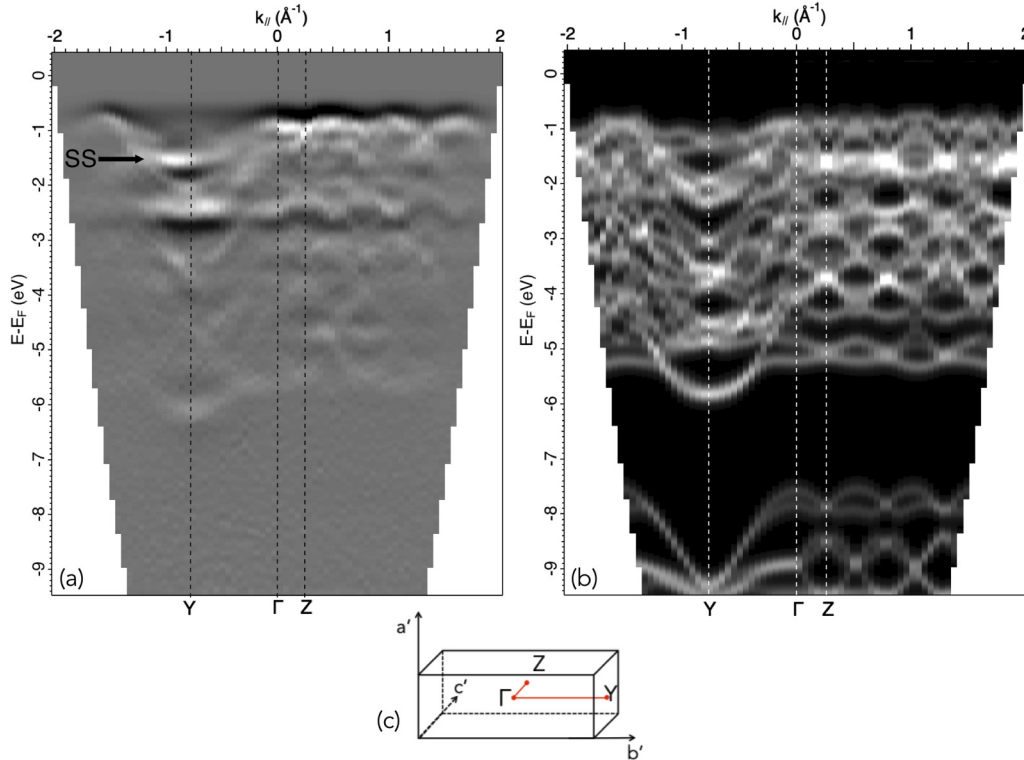 k// (Å⁻¹)
-2 -1 0 1 2
0
-1
-2
-3
-4
-5
-6
-7
-8
-9
E-EF (eV)
SS
(a)
Y Γ Z
k// (Å⁻¹)
-2 -1 0 1 2
0
-1
-2
-3
-4
-5
-6
-7
-8
-9
E-EF (eV)
(b)
Y Γ Z
a′
Z
c′
Γ
Y
(c)
b′